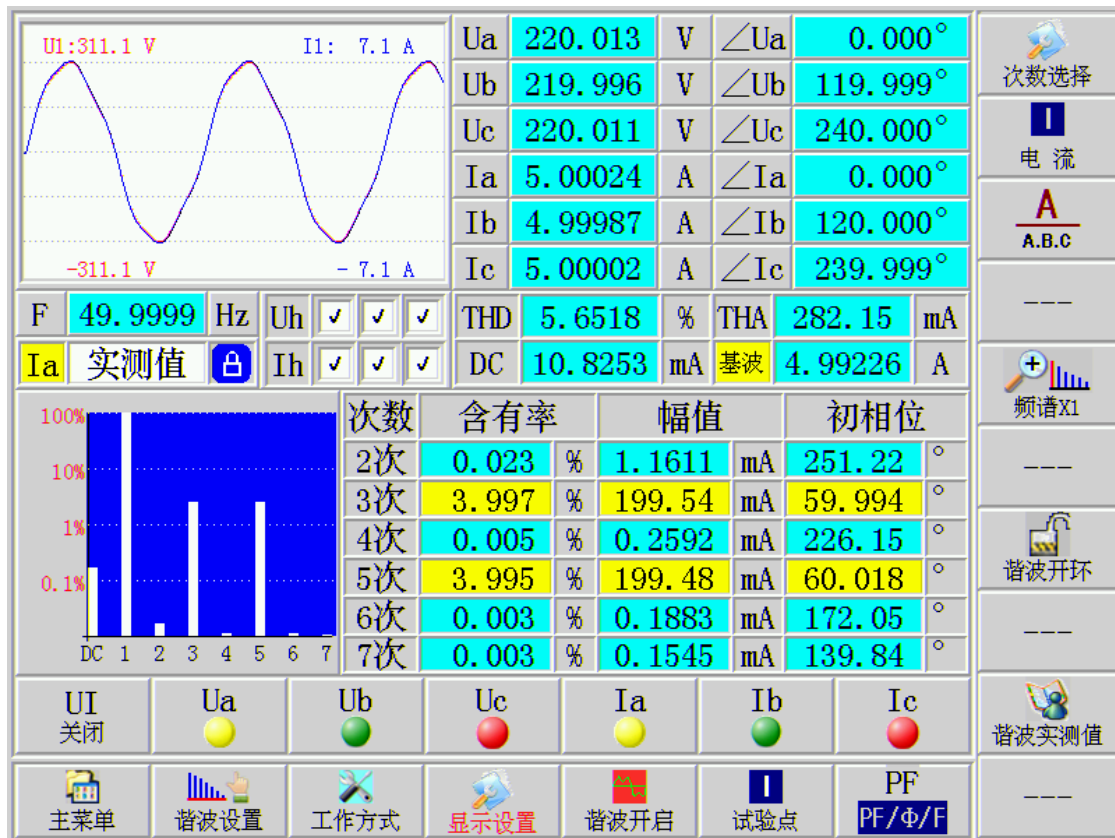 U1:311.1 V I1: 7.1 A
-311.1 V - 7.1 A
Ua 220.013 V ∠Ua 0.000°
Ub 219.996 V ∠Ub 119.999°
Uc 220.011 V ∠Uc 240.000°
Ia 5.00024 A ∠Ia 0.000°
Ib 4.99987 A ∠Ib 120.000°
Ic 5.00002 A ∠Ic 239.999°
F 49.9999 Hz Uh ✓ ✓ ✓ THD 5.6518 % THA 282.15 mA
Ia 实测值 Ih ✓ ✓ ✓ DC 10.8253 mA 基波 4.99226 A
100%
10%
1%
0.1%
DC 1 2 3 4 5 6 7
次数 含有率 幅值 初相位
2次 0.023 % 1.1611 mA 251.22 °
3次 3.997 % 199.54 mA 59.994 °
4次 0.005 % 0.2592 mA 226.15 °
5次 3.995 % 199.48 mA 60.018 °
6次 0.003 % 0.1883 mA 172.05 °
7次 0.003 % 0.1545 mA 139.84 °
UI Ua Ub Uc Ia Ib Ic
关闭
主菜单 谐波设置 工作方式 显示设置 谐波开启 I 试验点 PF
PF/Φ/F
次数选择
I
电 流
A
A.B.C
---
频谱X1
---
谐波开环
---
谐波实测值
---